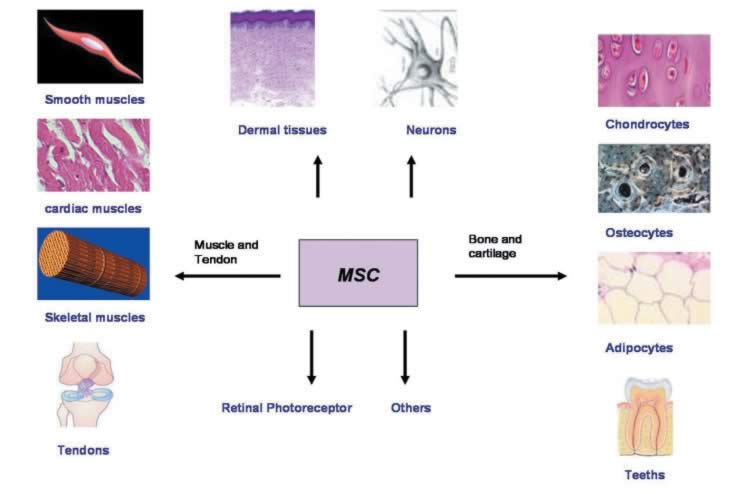 Smooth muscles
Dermal tissues
Neurons
Chondrocytes
cardiac muscles
Osteocytes
Muscle and
Tendon
MSC
Bone and
cartilage
Skeletal muscles
Adipocytes
Retinal Photoreceptor
Others
Tendons
Teeths